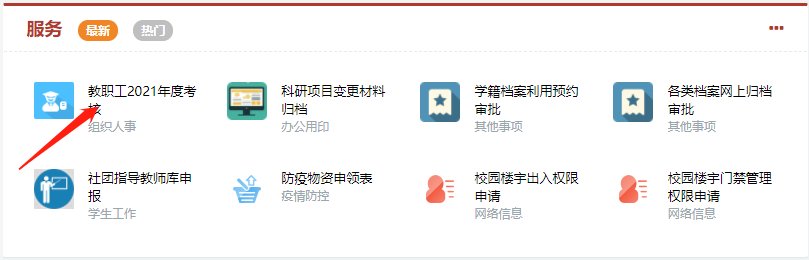 服务 最新 热门
教职工2021年度考 科研项目变更材料 学籍档案利用预约 各类档案网上归档
核 归档 审批 审批
组织人事 办公用印 其他事项 其他事项
社团指导教师库申 防疫物资申领表 校园楼宇出入权限 校园楼宇门禁管理
报 疫情防控 申请 权限申请
学生工作 网络信息 网络信息